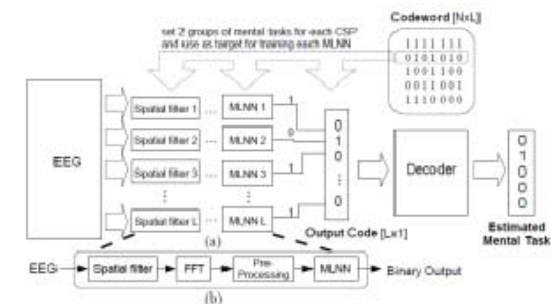 set 2 groups of mental tasks for each CSP
and use as target for training each MLNN
Codeword [NxL]
1 1 1 1 1 1 1
0 1 0 1 0 1 0
1 0 0 1 1 0 0
0 0 1 1 0 0 1
1 1 1 0 0 0 0
EEG
Spatial filter 1 ... MLNN 1 1
Spatial filter 2 ... MLNN 2 0
Spatial filter 3 ... MLNN 3 1
Spatial filter L ... MLNN L 1
0
1
0
0
Output Code [Lx1]
Decoder
0
1
0
0
0
Estimated
Mental Task
(a)
EEG Spatial filter FFT Pre-
Processing MLNN Binary Output
(b)